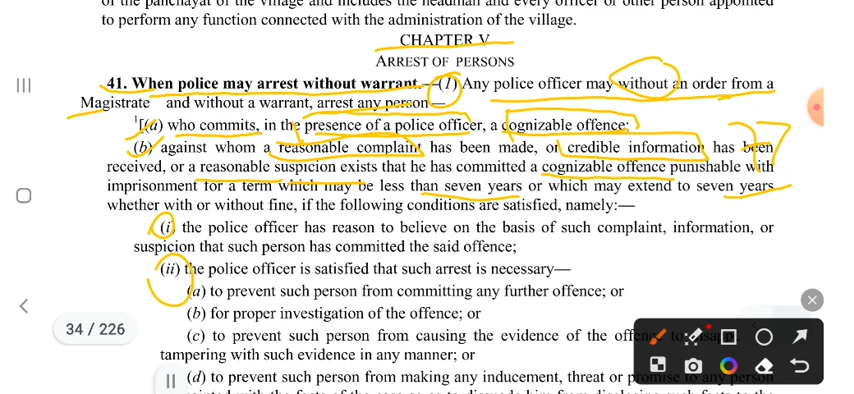 of the panchayat of the village and includes the headman and every officer or other person appointed
to perform any function connected with the administration of the village.
CHAPTER V
ARREST OF PERSONS
41. When police may arrest without warrant.—(1) Any police officer may without an order from a
Magistrate and without a warrant, arrest any person—
1[(a) who commits, in the presence of a police officer, a cognizable offence;
(b) against whom a reasonable complaint has been made, or credible information has been
received, or a reasonable suspicion exists that he has committed a cognizable offence punishable with
imprisonment for a term which may be less than seven years or which may extend to seven years
whether with or without fine, if the following conditions are satisfied, namely:—
(i) the police officer has reason to believe on the basis of such complaint, information, or
suspicion that such person has committed the said offence;
(ii) the police officer is satisfied that such arrest is necessary—
(a) to prevent such person from committing any further offence; or
(b) for proper investigation of the offence; or
(c) to prevent such person from causing the evidence of the offence to
tampering with such evidence in any manner; or
(d) to prevent such person from making any inducement, threat or promise to any person
34 / 226